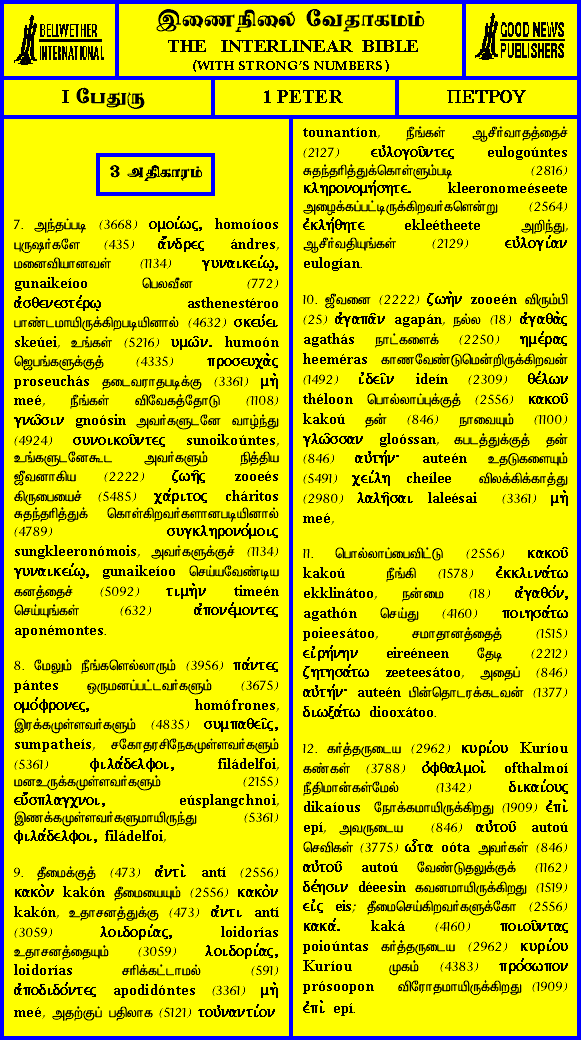 BELLWETHER
INTERNATIONAL
இணைநிலை வேதாகமம்
THE INTERLINEAR BIBLE
(WITH STRONG'S NUMBERS)
GOOD NEWS
PUBLISHERS
I பேதுரு
1 PETER
ΠΕΤΡΟΥ
3 அதிகாரம்
7. அந்தப்படி (3668) ομοίως, homoíoos
புருஷர்களே (435) ἄνδρες ándres,
மனைவியானவள் (1134) γυναικείῳ,
gunaikeíoo பெலவீன (772)
ἀσθενεστέρῳ asthenestéroo
பாண்டமாயிருக்கிறபடியினால் (4632) σκεύει
skeúei, உங்கள் (5216) υμῶν. humoón
ஜெபங்களுக்குத் (4335) προσευχὰς
proseuchás தடைவராதபடிக்கு (3361) μὴ
meé, நீங்கள் விவேகத்தோடு (1108)
γνῶσιν gnoósin அவர்களுடனே வாழ்ந்து
(4924) συνοικοῦντες sunoikoúntes,
உங்களுடனேகூட அவர்களும் நித்திய
ஜீவனாகிய (2222) ζωῆς zooeés
கிருபையைச் (5485) χάριτος cháritos
சுதந்தரித்துக் கொள்கிறவர்களானபடியினால்
(4789) συγκληρονόμοις
sungkleeronómois, அவர்களுக்குச் (1134)
γυναικείῳ, gunaikeíoo செய்யவேண்டிய
கனத்தைச் (5092) τιμὴν timeén
செய்யுங்கள் (632) ἀπονέμοντες
aponémontes.
8. மேலும் நீங்களெல்லாரும் (3956) πάντες
pántes ஒருமனப்பட்டவர்களும் (3675)
ομόφρονες, homófrones,
இரக்கமுள்ளவர்களும் (4835) συμπαθεῖς,
sumpatheís, சகோதரசிநேகமுள்ளவர்களும்
(5361) φιλάδελφοι, filádelfoi,
மனஉருக்கமுள்ளவர்களும் (2155)
εὔσπλαγχνοι, eúsplangchnoi,
இணக்கமுள்ளவர்களுமாயிருந்து (5361)
φιλάδελφοι, filádelfoi,
9. தீமைக்குத் (473) ἀντὶ antí (2556)
κακὸν kakón தீமையையும் (2556) κακὸν
kakón, உதாசனத்துக்கு (473) ἀντι antí
(3059) λοιδορίας, loidorías
உதாசனத்தையும் (3059) λοιδορίας,
loidorías சரிக்கட்டாமல் (591)
ἀποδιδόντες apodidóntes (3361) μὴ
meé, அதற்குப் பதிலாக (5121) τοὐναντίον
tounantíon, நீங்கள் ஆசீர்வாதத்தைச்
(2127) εὐλογοῦντες eulogoúntes
சுதந்தரித்துக்கொள்ளும்படி (2816)
κληρονομήσητε. kleeronomeéseete
அழைக்கப்பட்டிருக்கிறவர்களென்று (2564)
ἐκλήθητε ekleétheete அறிந்து,
ஆசீர்வதியுங்கள் (2129) εὐλογίαν
eulogían.
10. ஜீவனை (2222) ζωὴν zooeén விரும்பி
(25) ἀγαπᾶν agapán, நல்ல (18) ἀγαθὰς
agathás நாட்களைக் (2250) ημέρας
heeméras காணவேண்டுமென்றிருக்கிறவன்
(1492) ἰδεῖν ideín (2309) θέλων
théloon பொல்லாப்புக்குத் (2556) κακοῦ
kakoú தன் (846) நாவையும் (1100)
γλῶσσαν gloóssan, கபடத்துக்குத் தன்
(846) αὐτήν· auteén உதடுகளையும்
(5491) χείλη cheílee விலக்கிக்காத்து
(2980) λαλῆσαι laleésai (3361) μὴ
meé,
11. பொல்லாப்பைவிட்டு (2556) κακοῦ
kakoú நீங்கி (1578) ἐκκλινάτω
ekklinátoo, நன்மை (18) ἀγαθόν,
agathón செய்து (4160) ποιησάτω
poieesátoo, சமாதானத்தைத் (1515)
εἰρήνην eireéneen தேடி (2212)
ζητησάτω zeeteesátoo, அதைப் (846)
αὐτήν· auteén பின்தொடரக்கடவன் (1377)
διωξάτω diooxátoo.
12. கர்த்தருடைய (2962) κυρίου Kuríou
கண்கள் (3788) ὀφθαλμοὶ ofthalmoí
நீதிமான்கள்மேல் (1342) δικαίους
dikaíous நோக்கமாயிருக்கிறது (1909) ἐπὶ
epí, அவருடைய (846) αὐτοῦ autoú
செவிகள் (3775) ὦτα oóta அவர்கள் (846)
αὐτοῦ autoú வேண்டுதலுக்குக் (1162)
δέησιν déeesin கவனமாயிருக்கிறது (1519)
εἰς eis; தீமைசெய்கிறவர்களுக்கோ (2556)
κακά. kaká (4160) ποιοῦντας
poioúntas கர்த்தருடைய (2962) κυρίου
Kuríou முகம் (4383) πρόσωπον
prósoopon விரோதமாயிருக்கிறது (1909)
ἐπὶ epí.